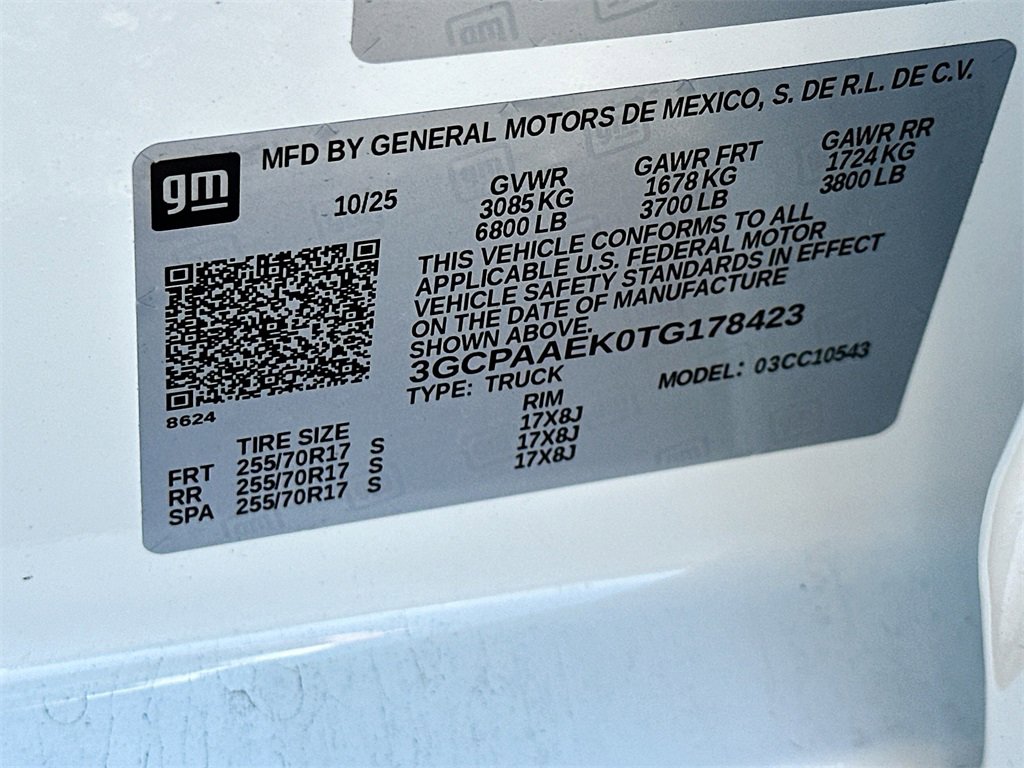 gm
MFD BY GENERAL MOTORS DE MEXICO, S. DE R.L. DE C.V.
10/25
GVWR
3085 KG
6800 LB
GAWR FRT
1678 KG
3700 LB
GAWR RR
1724 KG
3800 LB
THIS VEHICLE CONFORMS TO ALL
APPLICABLE U.S. FEDERAL MOTOR
VEHICLE SAFETY STANDARDS IN EFFECT
ON THE DATE OF MANUFACTURE
SHOWN ABOVE.
3GCPAAEK0TG178423
TYPE: TRUCK MODEL: 03CC10543
8624
TIRE SIZE RIM
FRT 255/70R17 S 17X8J
RR 255/70R17 S 17X8J
SPA 255/70R17 S 17X8J